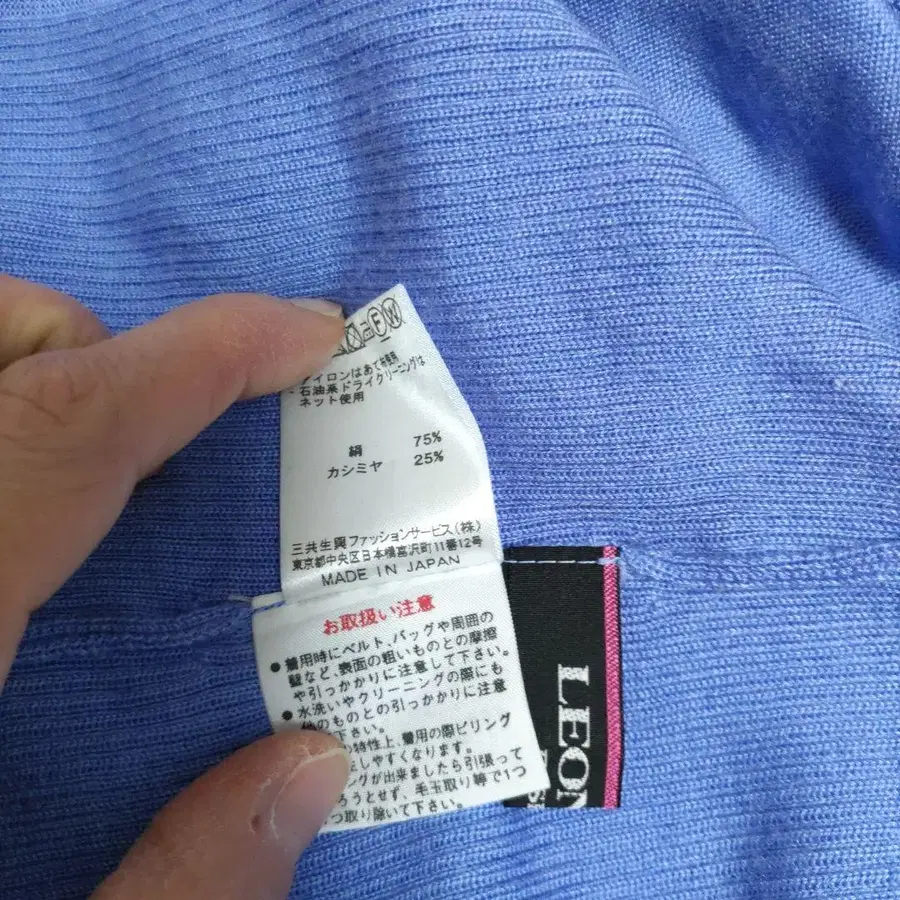 F W
アイロンはあて布使用
・石油系ドライクリーニングは
ネット使用
絹 75%
カシミヤ 25%
三共生興ファッションサービス(株)
東京都中央区日本橋富沢町11番12号
MADE IN JAPAN
お取扱い注意
●着用時にベルト、バッグや周囲の
壁など、表面の粗いものとの摩擦
や引っかかりに注意して下さい。
●水洗いやクリーニングの際にも
他のものとの引っかかりに注意
下さい。
の特性上、着用の際ピリング
しやすくなります。
グが出来ましたら引張って
ろうとせず、毛玉取り等で1つ
つ取り除いて下さい。
LEON